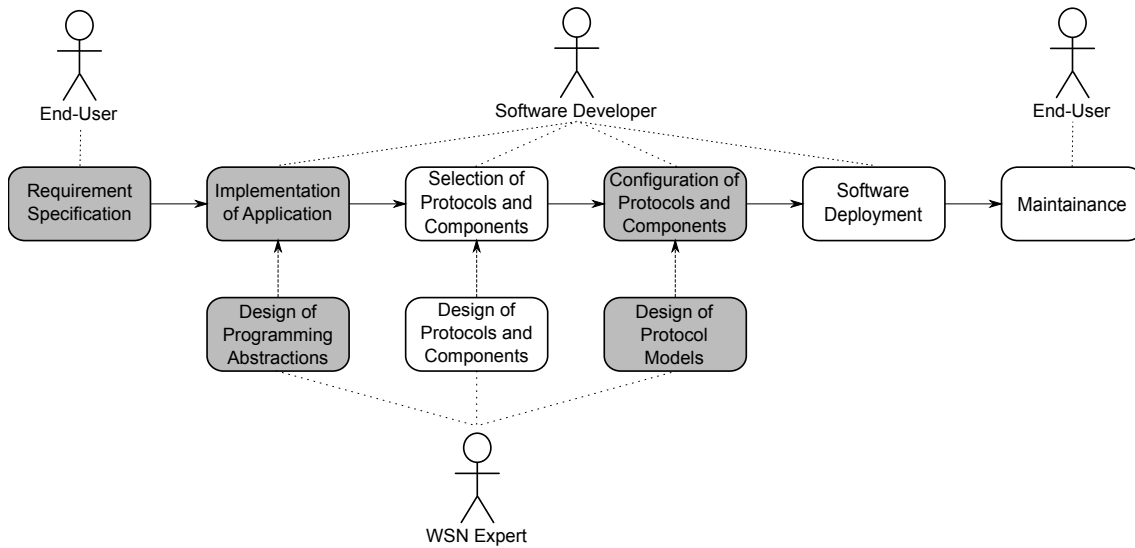 End-User
Software Developer
End-User
Requirement
Specification
Implementation
of Application
Selection of
Protocols and
Components
Configuration of
Protocols and
Components
Software
Deployment
Maintainance
Design of
Programming
Abstractions
Design of
Protocols and
Components
Design of
Protocol
Models
WSN Expert